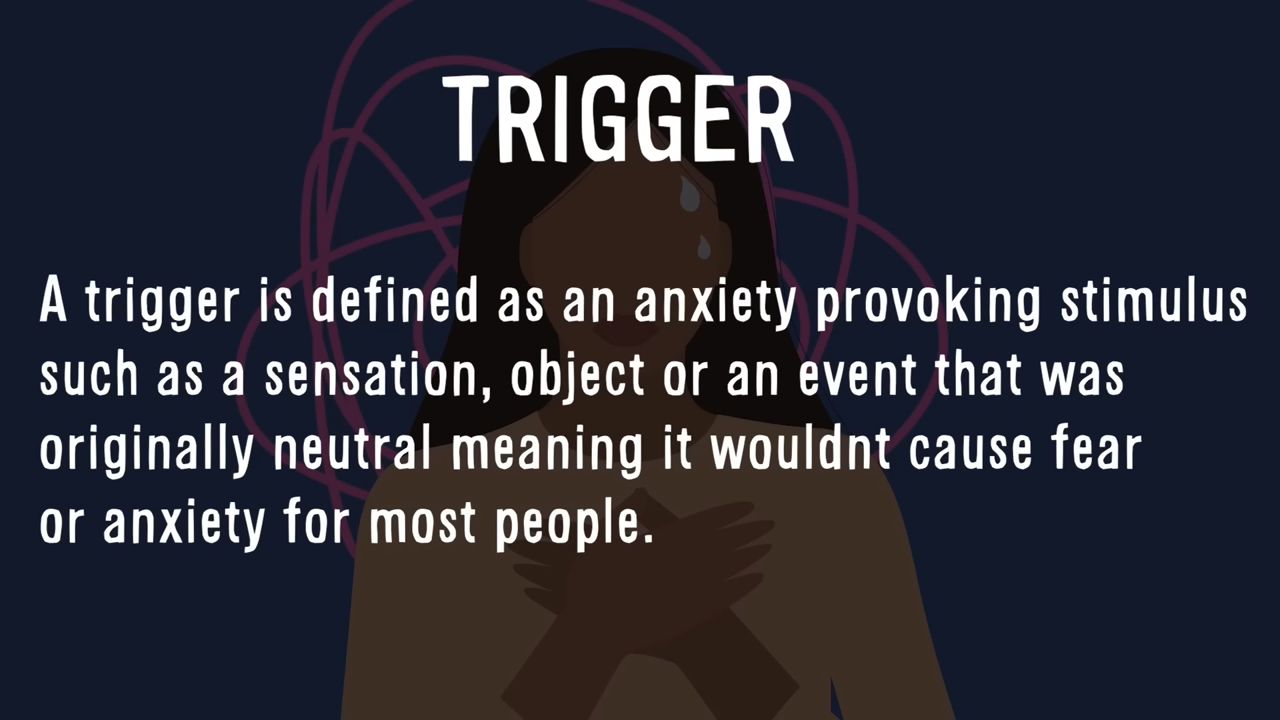 TRIGGER
A trigger is defined as an anxiety provoking stimulus
such as a sensation, object or an event that was
originally neutral meaning it wouldnt cause fear
or anxiety for most people.